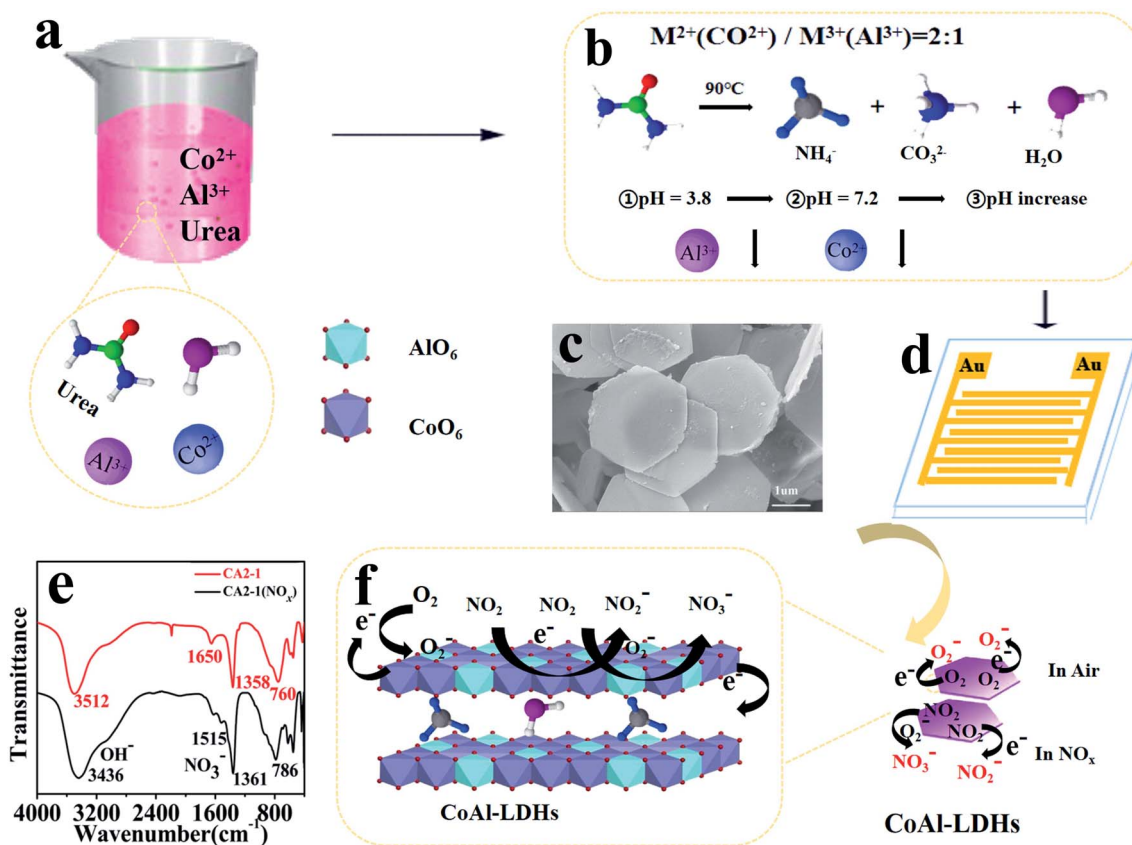 a
Co²⁺
Al³⁺
Urea
Urea
Al³⁺
Co²⁺
AlO₆
CoO₆
b
M²⁺(CO²⁺) / M³⁺(Al³⁺)=2:1
90°C
+
+
NH₄⁻
CO₃²⁻
H₂O
①pH = 3.8
②pH = 7.2
③pH increase
Al³⁺
Co²⁺
c
1um
d
Au
Au
e
CA2-1
CA2-1(NOₓ)
Transmittance
3512
1650
1358
760
OH⁻
3436
1515
NO₃⁻
1361
786
4000 3200 2400 1600 800
Wavenumber(cm⁻¹)
f
O₂
e⁻
O₂⁻
NO₂
e⁻
NO₂
NO₂⁻
O₂⁻
NO₃⁻
e⁻
CoAl-LDHs
O₂⁻
O₂⁻
e⁻
e⁻
O₂
O₂
In Air
NO₂
O₂⁻
NO₂
e⁻
In NOₓ
NO₃⁻
NO₂⁻
CoAl-LDHs